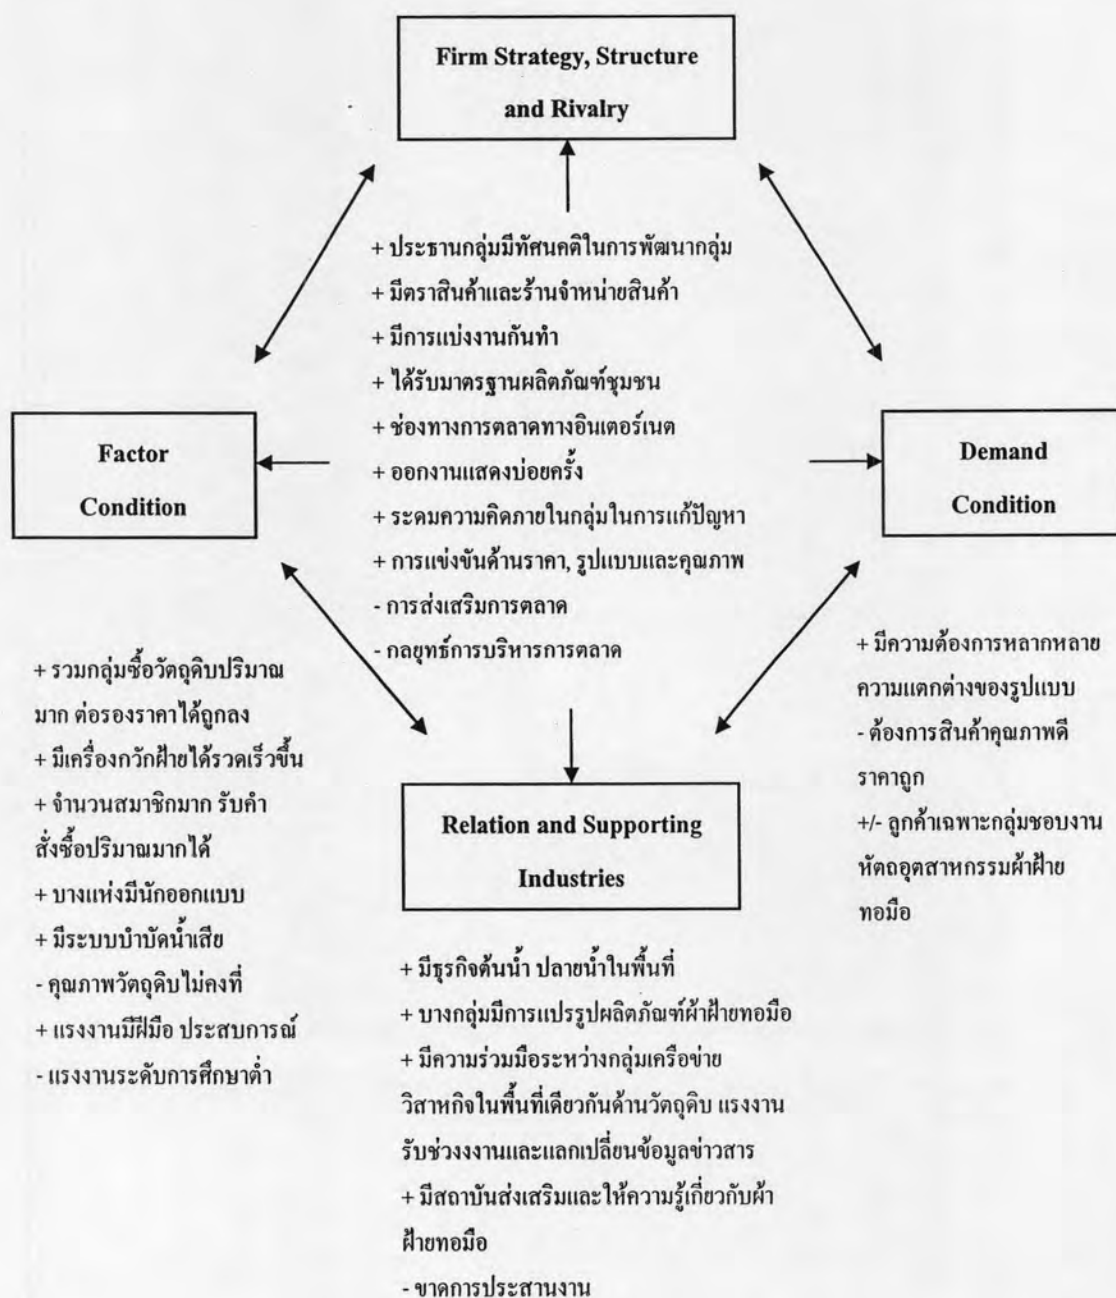 Firm Strategy, Structure
and Rivalry
+ ประธานกลุ่มมีทัศนคติในการพัฒนากลุ่ม
+ มีตราสินค้าและร้านจำหน่ายสินค้า
+ มีการแบ่งงานกันทำ
+ ได้รับมาตรฐานผลิตภัณฑ์ชุมชน
+ ช่องทางการตลาดทางอินเตอร์เนต
+ ออกงานแสดงบ่อยครั้ง
+ ระดมความคิดภายในกลุ่มในการแก้ปัญหา
+ การแข่งขันด้านราคา, รูปแบบและคุณภาพ
- การส่งเสริมการตลาด
- กลยุทธ์การบริหารการตลาด
Factor
Condition
+ รวมกลุ่มซื้อวัตถุดิบปริมาณ
มาก ต่อรองราคาได้ถูกลง
+ มีเครื่องกวักฝ้ายได้รวดเร็วขึ้น
+ จำนวนสมาชิกมาก รับคำ
สั่งซื้อปริมาณมากได้
+ บางแห่งมีนักออกแบบ
+ มีระบบบำบัดน้ำเสีย
- คุณภาพวัตถุดิบไม่คงที่
+ แรงงานมีฝีมือ ประสบการณ์
- แรงงานระดับการศึกษาต่ำ
Demand
Condition
+ มีความต้องการหลากหลาย
ความแตกต่างของรูปแบบ
- ต้องการสินค้าคุณภาพดี
ราคาถูก
+/- ลูกค้าเฉพาะกลุ่มชอบงาน
หัตถอุตสาหกรรมผ้าฝ้าย
ทอมือ
Relation and Supporting
Industries
+ มีธุรกิจต้นน้ำ ปลายน้ำในพื้นที่
+ บางกลุ่มมีการแปรรูปผลิตภัณฑ์ผ้าฝ้ายทอมือ
+ มีความร่วมมือระหว่างกลุ่มเครือข่าย
วิสาหกิจในพื้นที่เดียวกันด้านวัตถุดิบ แรงงาน
รับช่วงงงานและแลกเปลี่ยนข้อมูลข่าวสาร
+ มีสถาบันส่งเสริมและให้ความรู้เกี่ยวกับผ้า
ฝ้ายทอมือ
- ขาดการประสานงาน